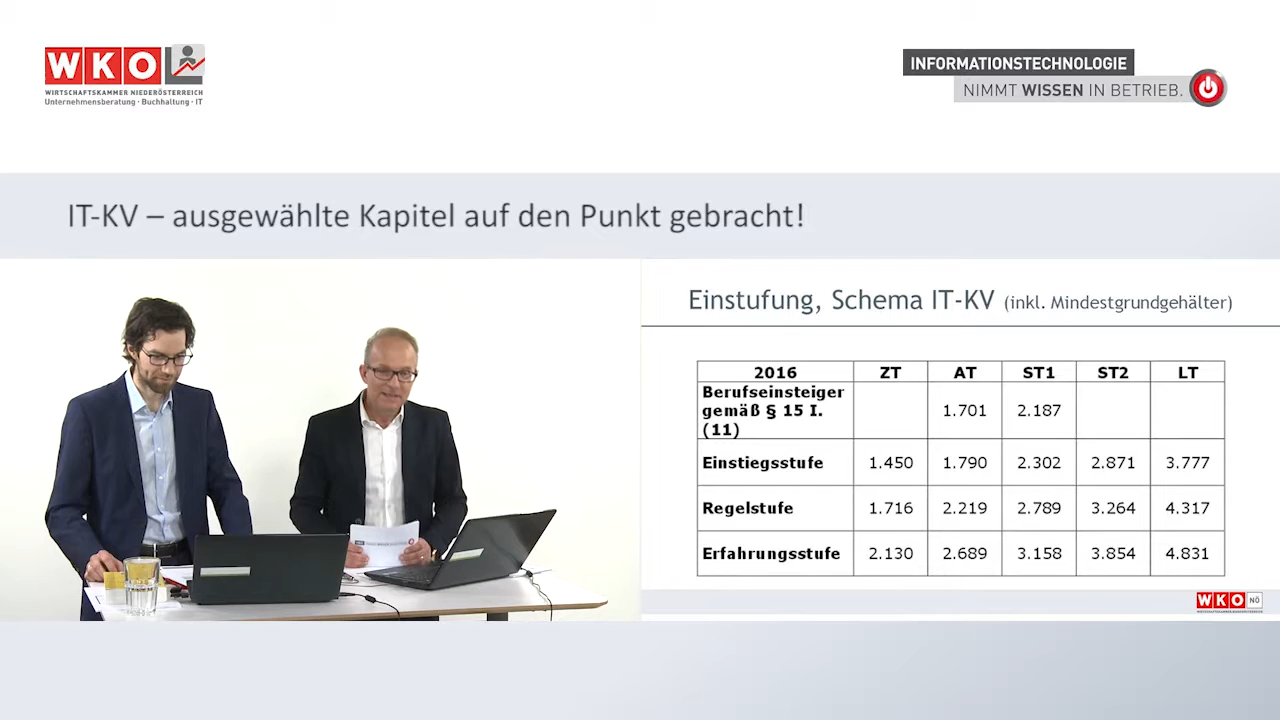 WKO
WIRTSCHAFTSKAMMER NIEDERÖSTERREICH
Unternehmensberatung · Buchhaltung · IT
INFORMATIONSTECHNOLOGIE
NIMMT WISSEN IN BETRIEB.
IT-KV – ausgewählte Kapitel auf den Punkt gebracht!
Einstufung, Schema IT-KV (inkl. Mindestgrundgehälter)
2016 ZT AT ST1 ST2 LT
Berufseinsteiger
gemäß § 15 I.
(11) 1.701 2.187
Einstiegsstufe 1.450 1.790 2.302 2.871 3.777
Regelstufe 1.716 2.219 2.789 3.264 4.317
Erfahrungsstufe 2.130 2.689 3.158 3.854 4.831
WKO NÖ